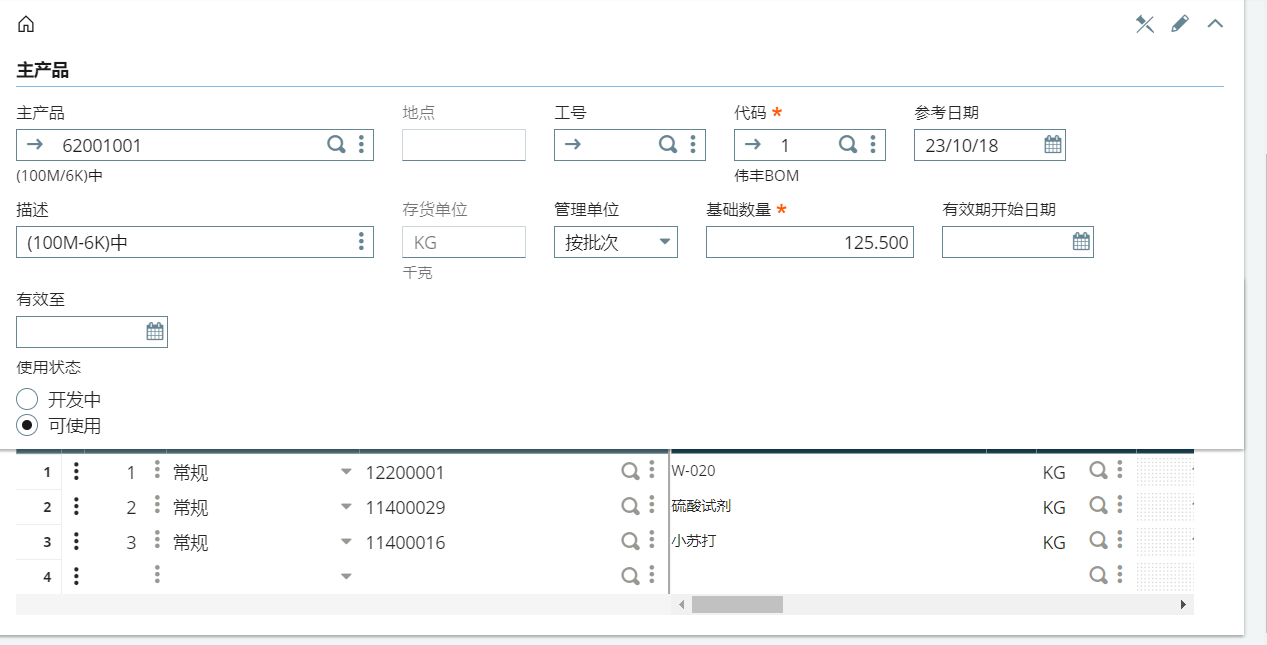 主产品
主产品 地点 工号 代码 * 参考日期
62001001 1 23/10/18
(100M/6K)中 伟丰BOM
描述 存货单位 管理单位 基础数量 * 有效期开始日期
(100M-6K)中 KG 按批次 125.500
千克
有效至
使用状态
开发中
可使用
1 1 常规 12200001 W-020 KG
2 2 常规 11400029 硫酸试剂 KG
3 3 常规 11400016 小苏打 KG
4